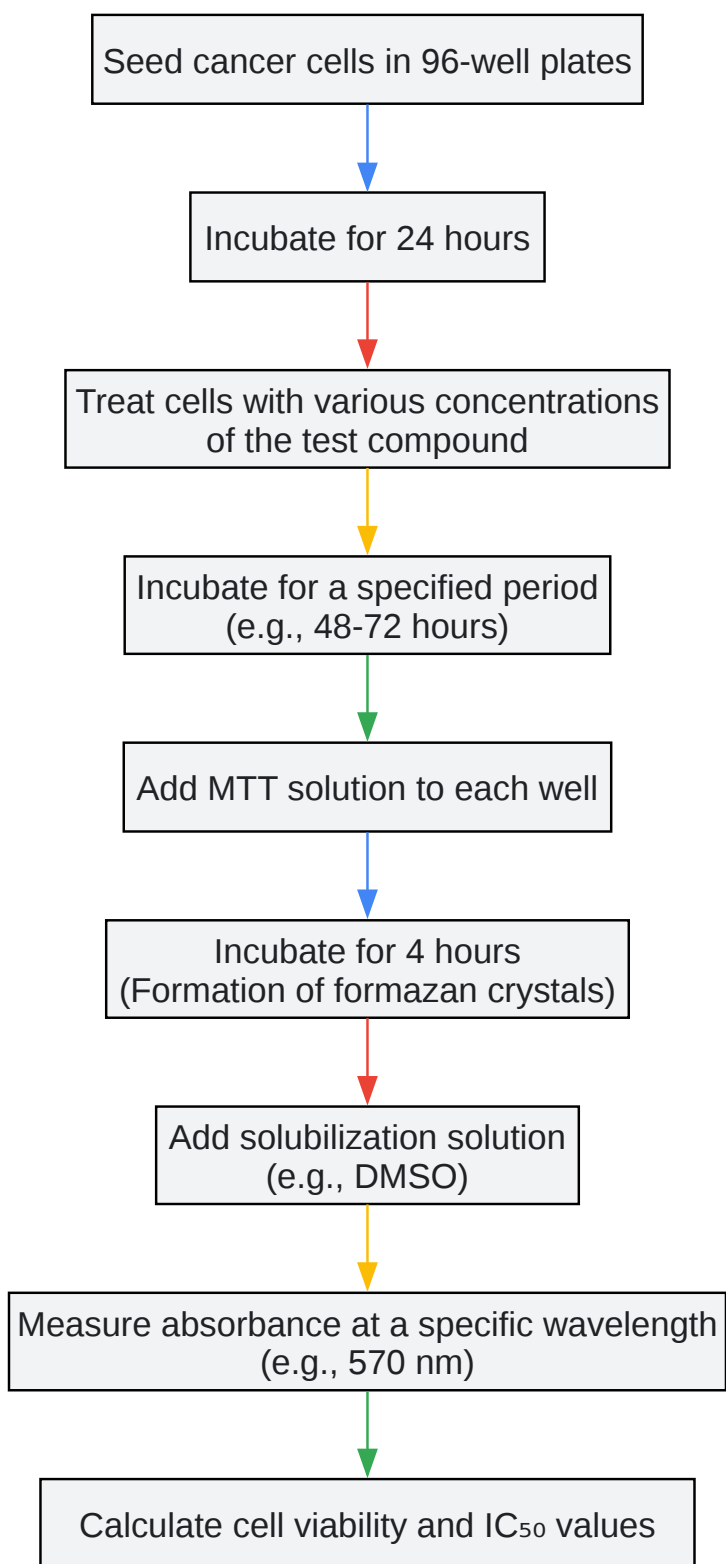 Seed cancer cells in 96-well plates
Incubate for 24 hours
Treat cells with various concentrations
of the test compound
Incubate for a specified period
(e.g., 48-72 hours)
Add MTT solution to each well
Incubate for 4 hours
(Formation of formazan crystals)
Add solubilization solution
(e.g., DMSO)
Measure absorbance at a specific wavelength
(e.g., 570 nm)
Calculate cell viability and IC₅₀ values